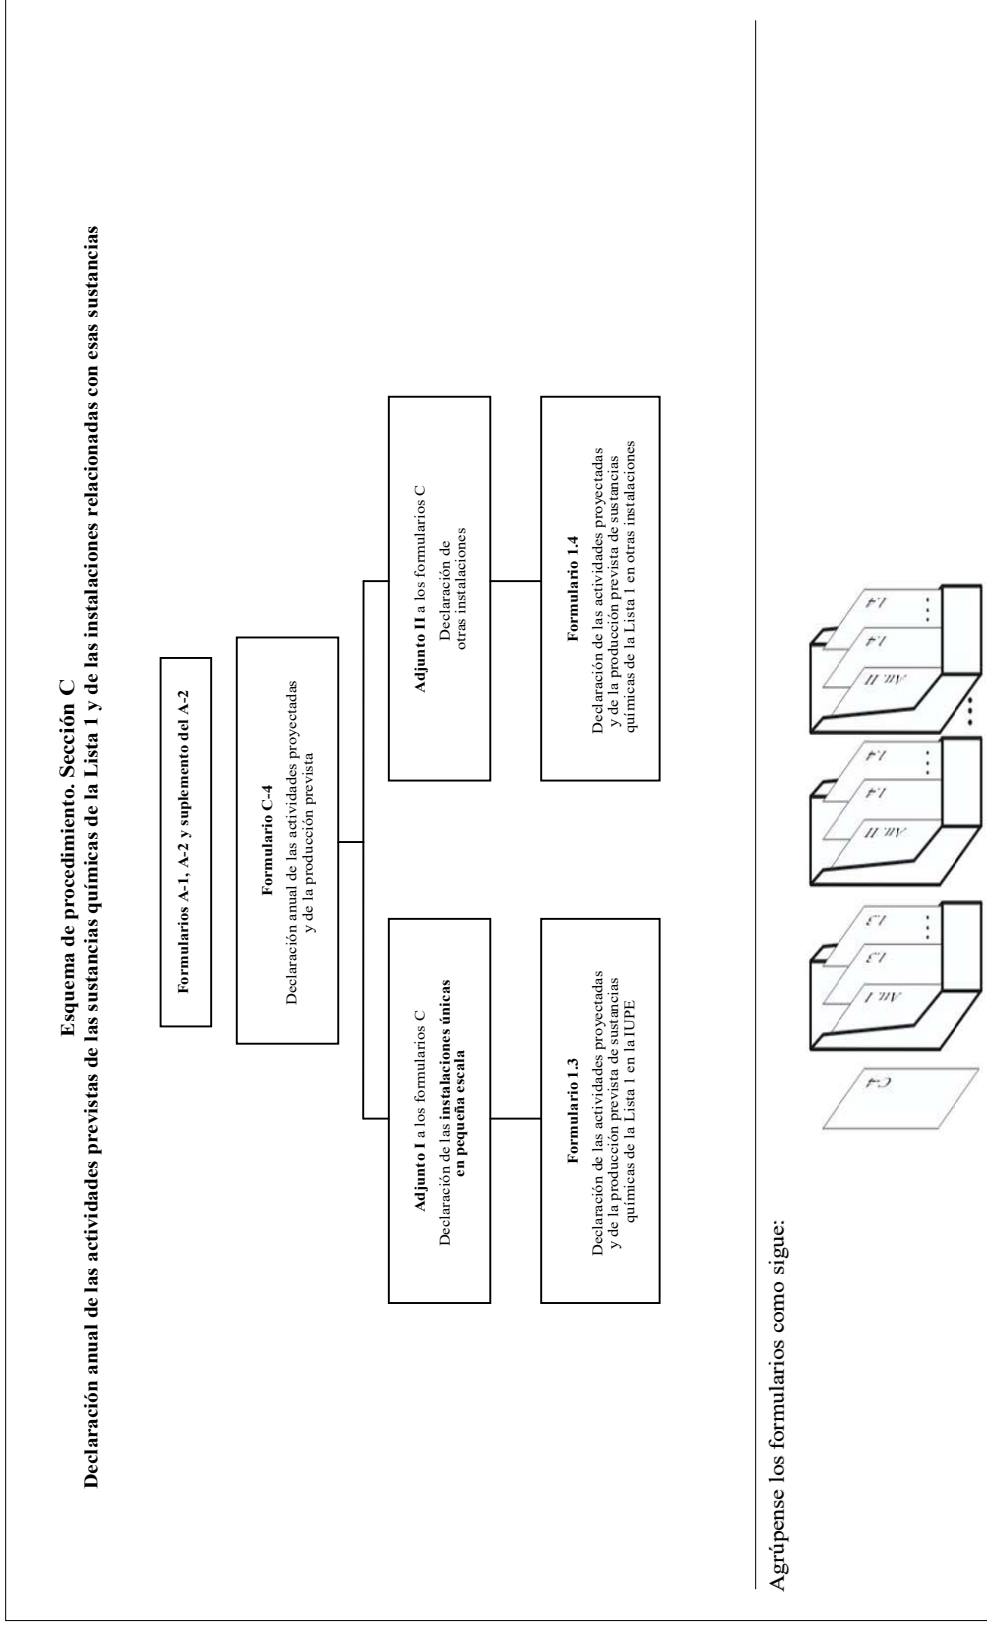 Esquema de procedimiento. Sección C
Declaración anual de las actividades previstas de las sustancias químicas de la Lista 1 y de las instalaciones relacionadas con esas sustancias
Formularios A-1, A-2 y suplemento del A-2
Formulario C-4
Declaración anual de las actividades proyectadas
y de la producción prevista
Adjunto I a los formularios C
Declaración de las instalaciones únicas
en pequeña escala
Adjunto II a los formularios C
Declaración de
otras instalaciones
Formulario 1.3
Declaración de las actividades proyectadas
y de la producción prevista de sustancias
químicas de la Lista 1 en la IUPE
Formulario 1.4
Declaración de las actividades proyectadas
y de la producción prevista de sustancias
químicas de la Lista 1 en otras instalaciones
Agrúpense los formularios como sigue:
C-4
Att. I
1.3
1.3
Att. II
1.4
1.4
Att. II
1.4
1.4